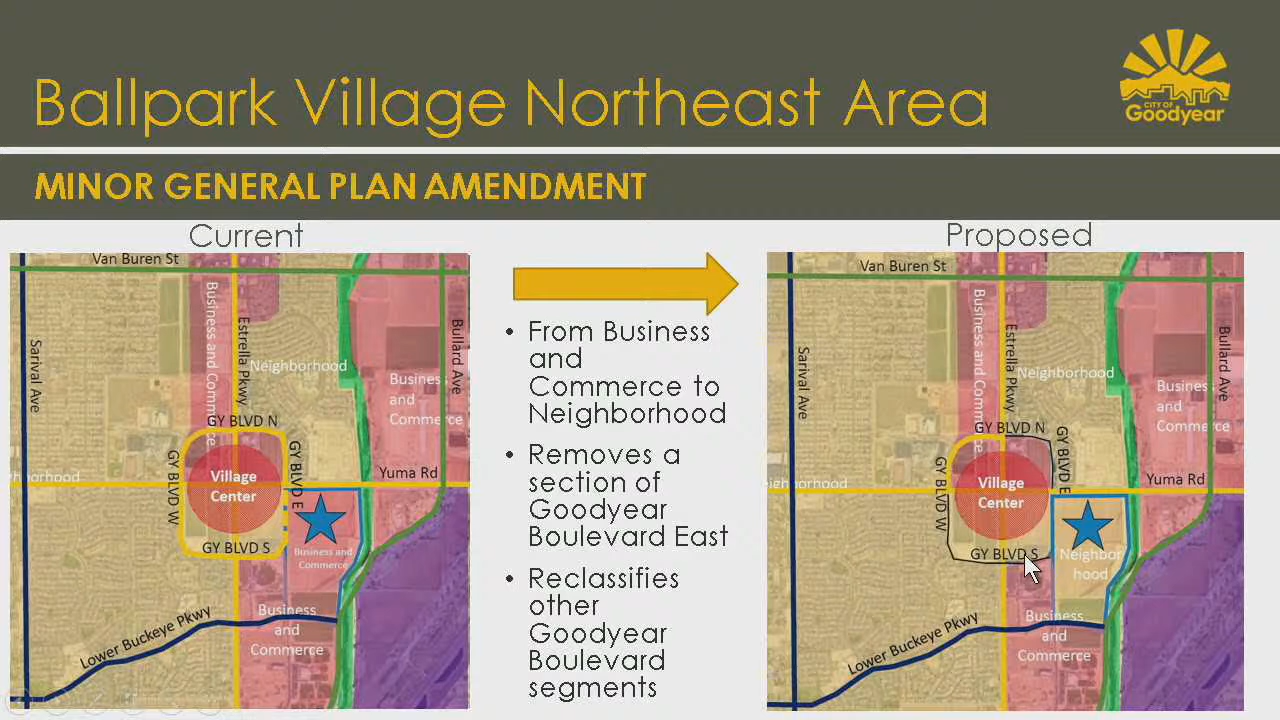 Ballpark Village Northeast Area
CITY OF
Goodyear
MINOR GENERAL PLAN AMENDMENT
Current
Van Buren St
Sarival Ave
Business and Commerce
Estrella Pkwy
Neighborhood
Business
and
Commerce
Bullard Ave
GY BLVD N
GY BLVD W
GY BLVD E
Village
Center
Yuma Rd
GY BLVD S
Business and
Commerce
Business
and
Commerce
Lower Buckeye Pkwy
• From Business
and
Commerce to
Neighborhood
• Removes a
section of
Goodyear
Boulevard East
• Reclassifies
other
Goodyear
Boulevard
segments
Proposed
Van Buren St
Sarival Ave
Business and Commerce
Estrella Pkwy
Neighborhood
Business
and
Commerce
Bullard Ave
GY BLVD N
GY BLVD W
GY BLVD E
Village
Center
Yuma Rd
GY BLVD S
Neighbor
hood
Business
and
Commerce
Lower Buckeye Pkwy